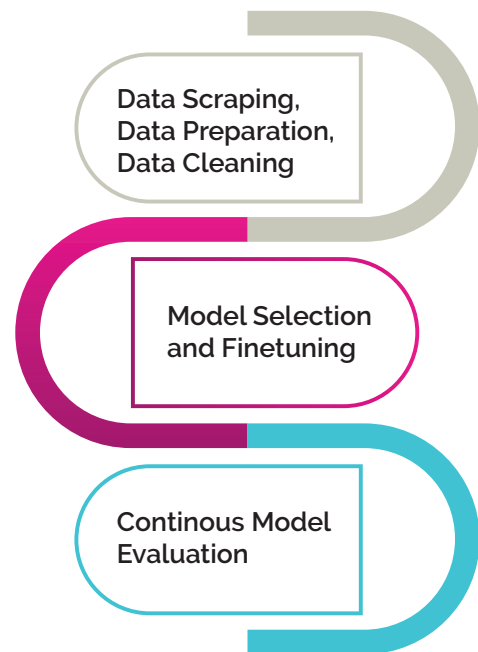 Data Scraping,
Data Preparation,
Data Cleaning
Model Selection
and Finetuning
Continous Model
Evaluation